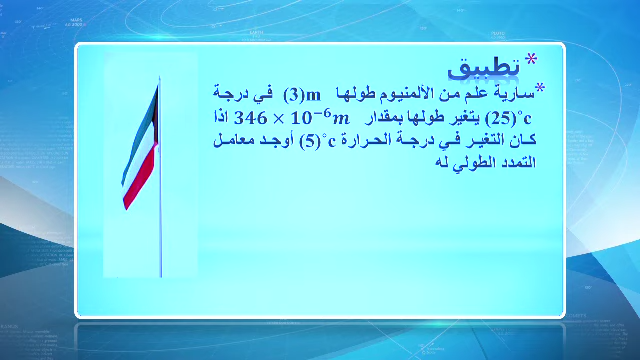 * تطبيق
* سارية علم من الألمنيوم طولها 3)m) في درجة
25)°c) يتغير طولها بمقدار 346 × 10⁻⁶m اذا
كان التغير في درجة الحرارة 5)°c) أوجد معامل
التمدد الطولي له